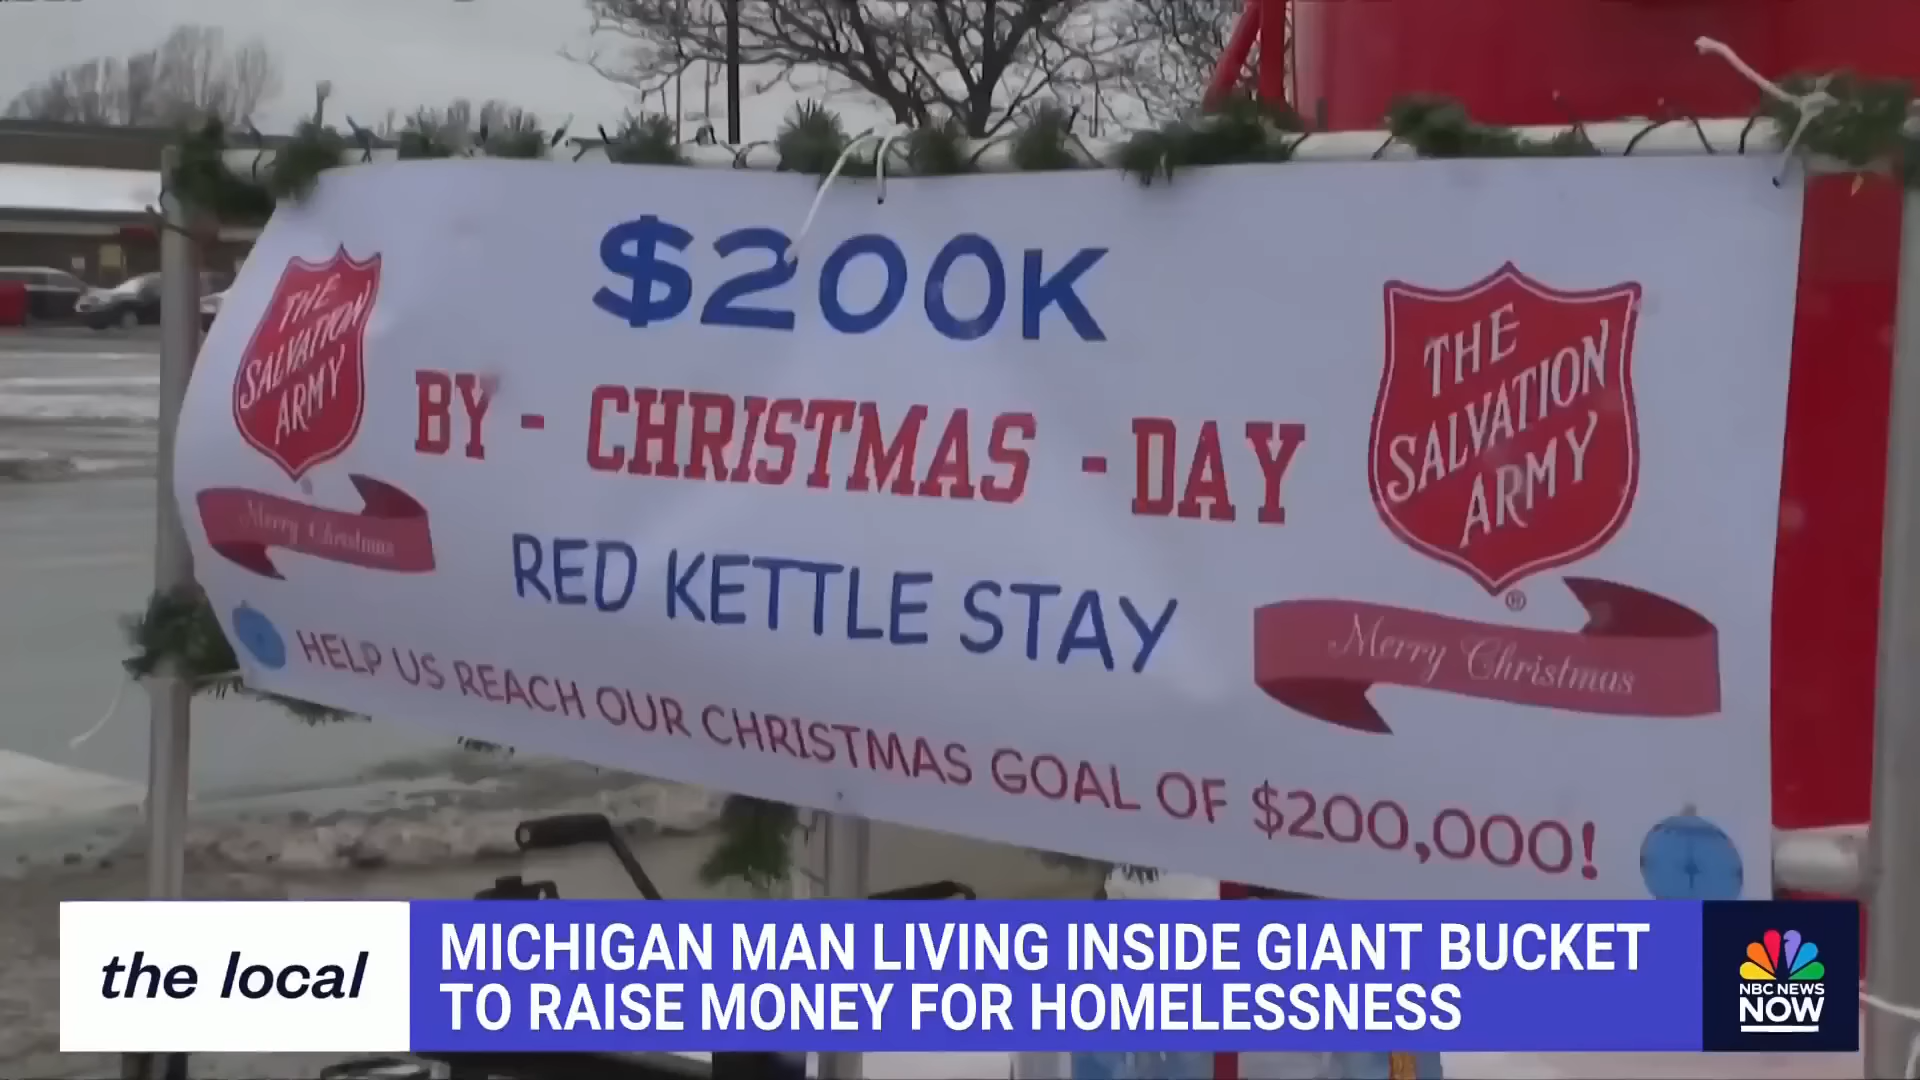 $200K
BY - CHRISTMAS - DAY
RED KETTLE STAY
HELP US REACH OUR CHRISTMAS GOAL OF $200,000!
THE
SALVATION
ARMY
Merry Christmas
THE
SALVATION
ARMY
®
Merry Christmas
the local
MICHIGAN MAN LIVING INSIDE GIANT BUCKET
TO RAISE MONEY FOR HOMELESSNESS
NBC NEWS
NOW